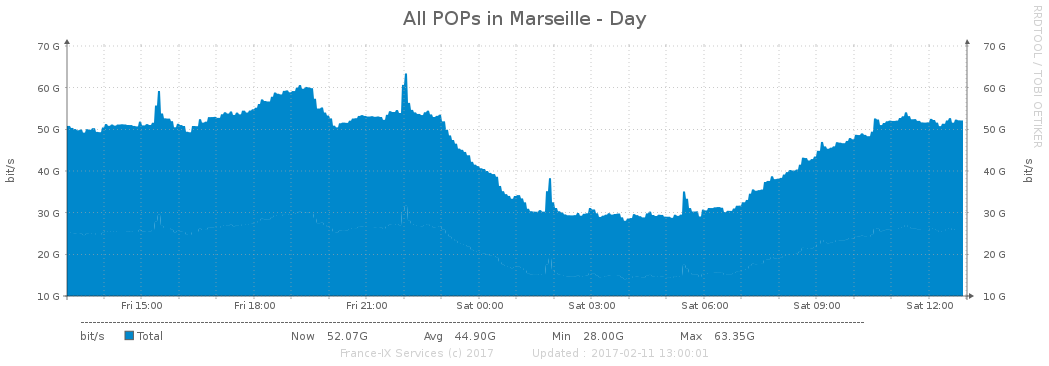 All POPs in Marseille - Day
RRDTOOL / TOBI OETIKER
bit/s
70 G
60 G
50 G
40 G
30 G
20 G
10 G
70 G
60 G
50 G
40 G
30 G
20 G
10 G
bit/s
Fri 15:00 Fri 18:00 Fri 21:00 Sat 00:00 Sat 03:00 Sat 06:00 Sat 09:00 Sat 12:00
bit/s Total Now 52.07G Avg 44.90G Min 28.00G Max 63.35G
France-IX Services (c) 2017 Updated : 2017-02-11 13:00:01